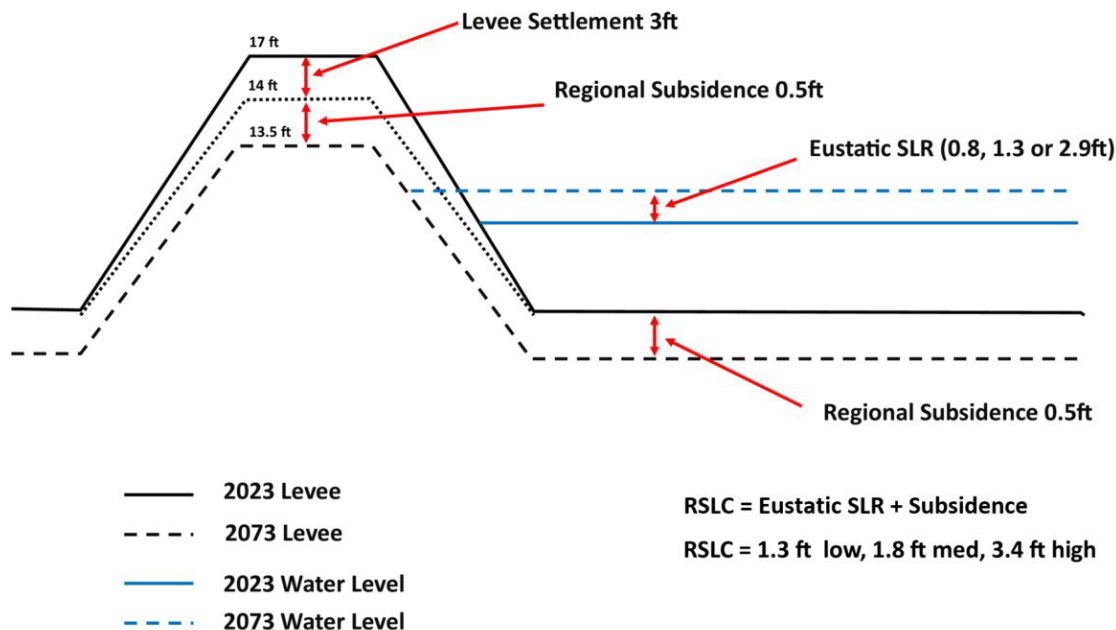 Levee Settlement 3ft
17 ft
14 ft
Regional Subsidence 0.5ft
13.5 ft
Eustatic SLR (0.8, 1.3 or 2.9ft)
Regional Subsidence 0.5ft
2023 Levee
RSLC = Eustatic SLR + Subsidence
2073 Levee
RSLC = 1.3 ft low, 1.8 ft med, 3.4 ft high
2023 Water Level
2073 Water Level